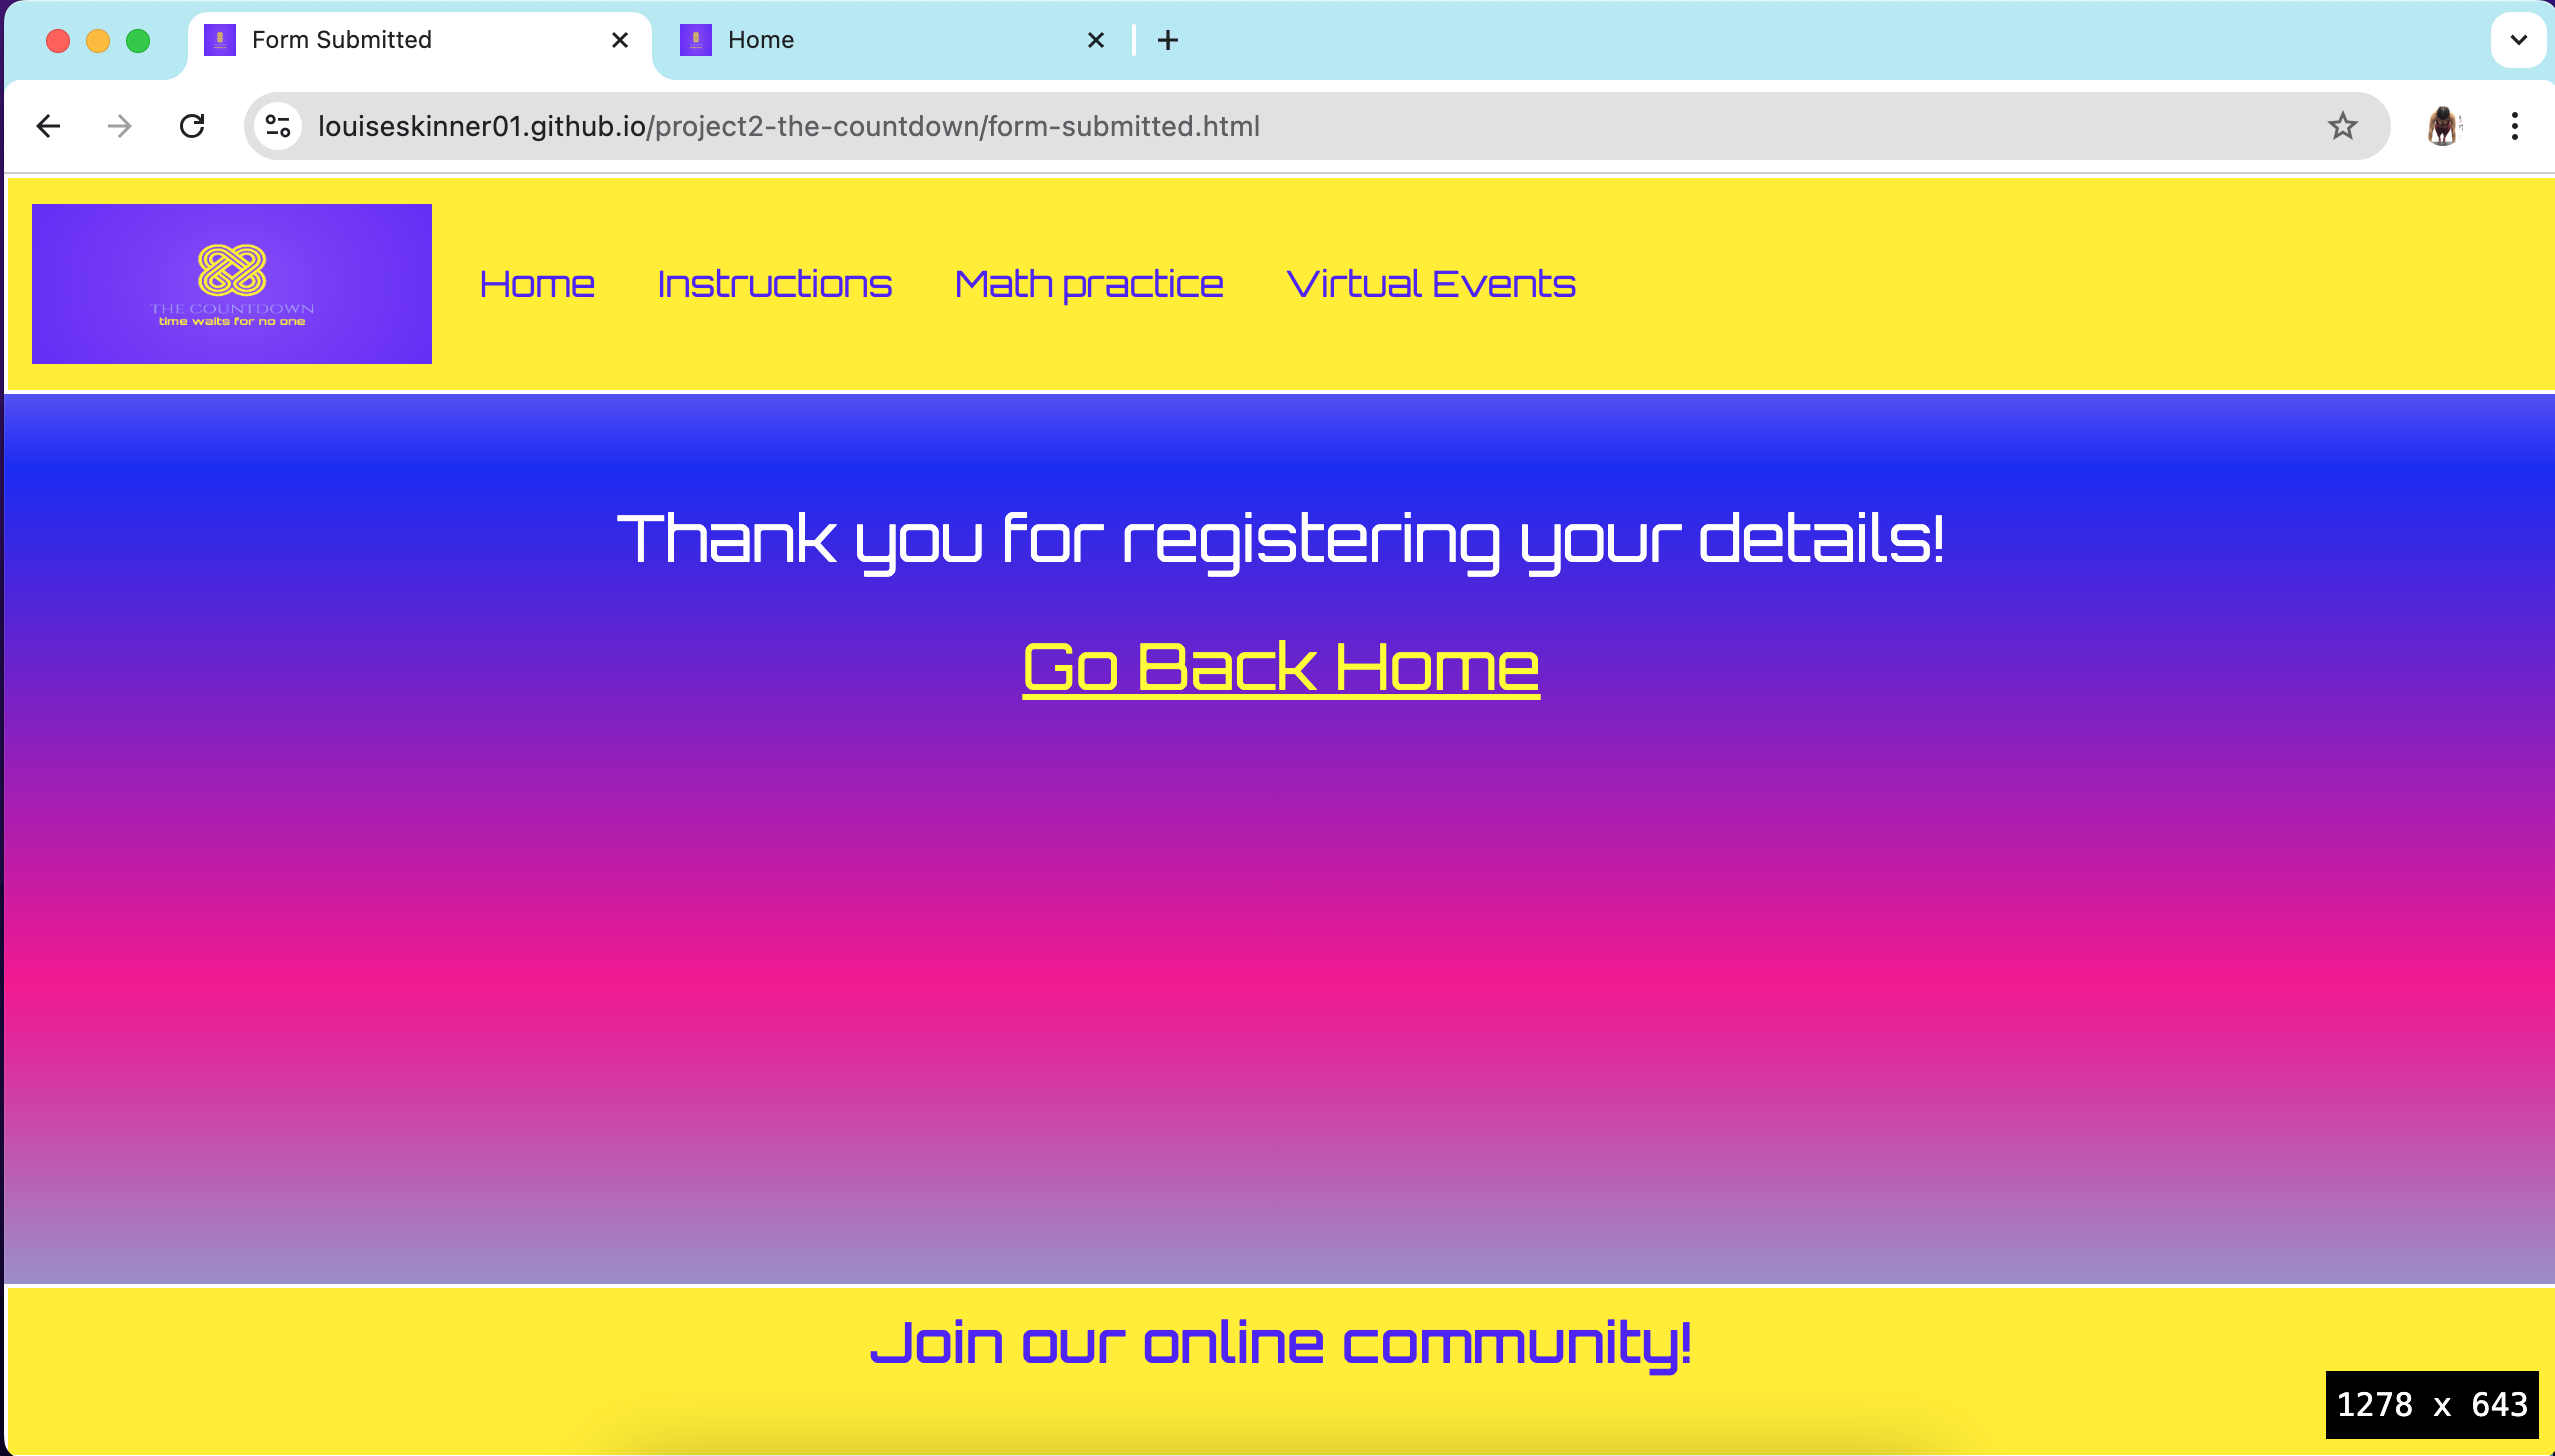 Form Submitted
Home
louiseskinner01.github.io/project2-the-countdown/form-submitted.html
THE COUNTDOWN
time waits for no one
Home
Instructions
Math practice
Virtual Events
Thank you for registering your details!
Go Back Home
Join our online community!
1278 x 643